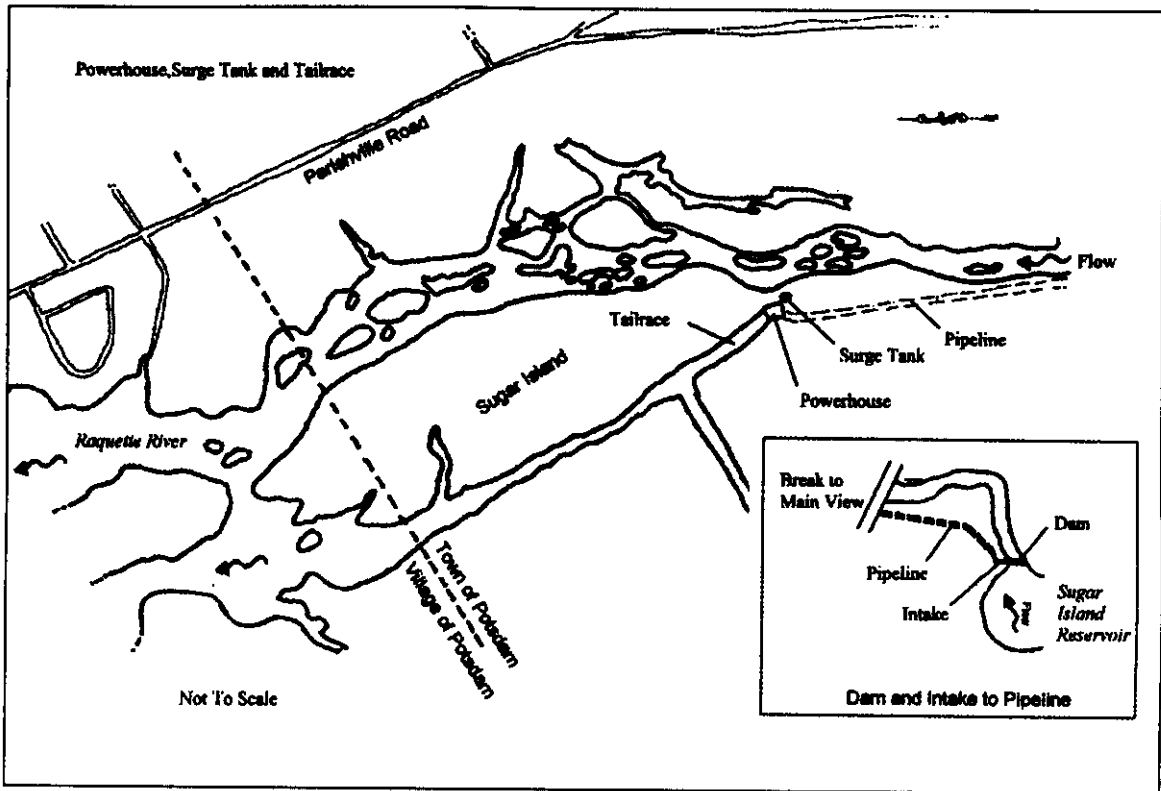 Powerhouse,Surge Tank and Tailrace
Parishville Road
Flow
Tailrace
Pipeline
Surge Tank
Powerhouse
Sugar Island
Raquette River
Town of Potsdam
Village of Potsdam
Not To Scale
Break to
Main View
Dam
Pipeline
Intake
Flow
Sugar
Island
Reservoir
Dam and Intake to Pipeline